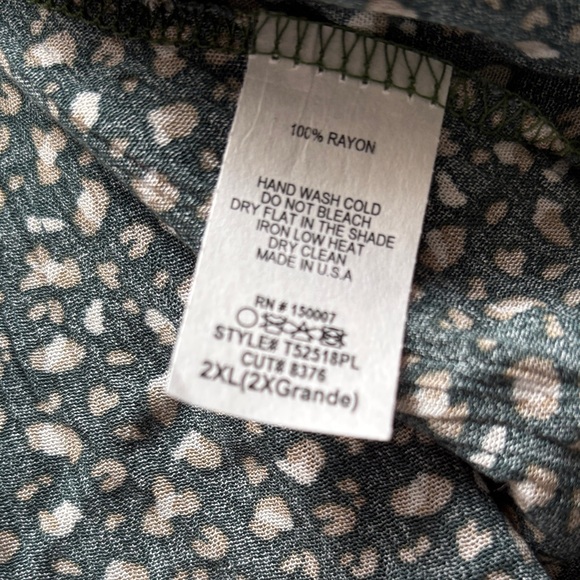 100% RAYON
HAND WASH COLD
DO NOT BLEACH
DRY FLAT IN THE SHADE
IRON LOW HEAT
DRY CLEAN
MADE IN U.S.A
RN # 150007
STYLE# T52518PL
CUT# 8376
2XL(2XGrande)